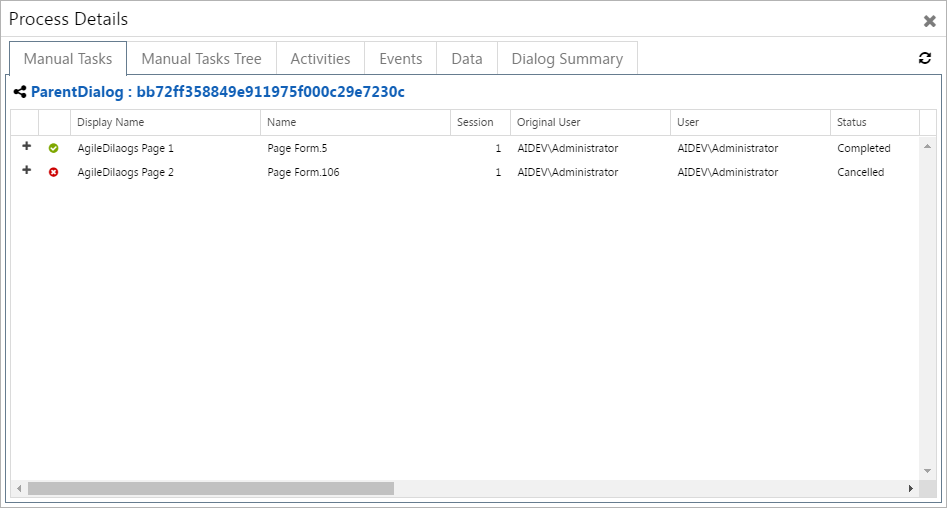 Process Details
Manual Tasks Manual Tasks Tree Activities Events Data Dialog Summary
ParentDialog : bb72ff358849e911975f000c29e7230c
Display Name Name Session Original User User Status
AgileDilaogs Page 1 Page Form.5 1 AIDEV\Administrator AIDEV\Administrator Completed
AgileDilaogs Page 2 Page Form.106 1 AIDEV\Administrator AIDEV\Administrator Cancelled